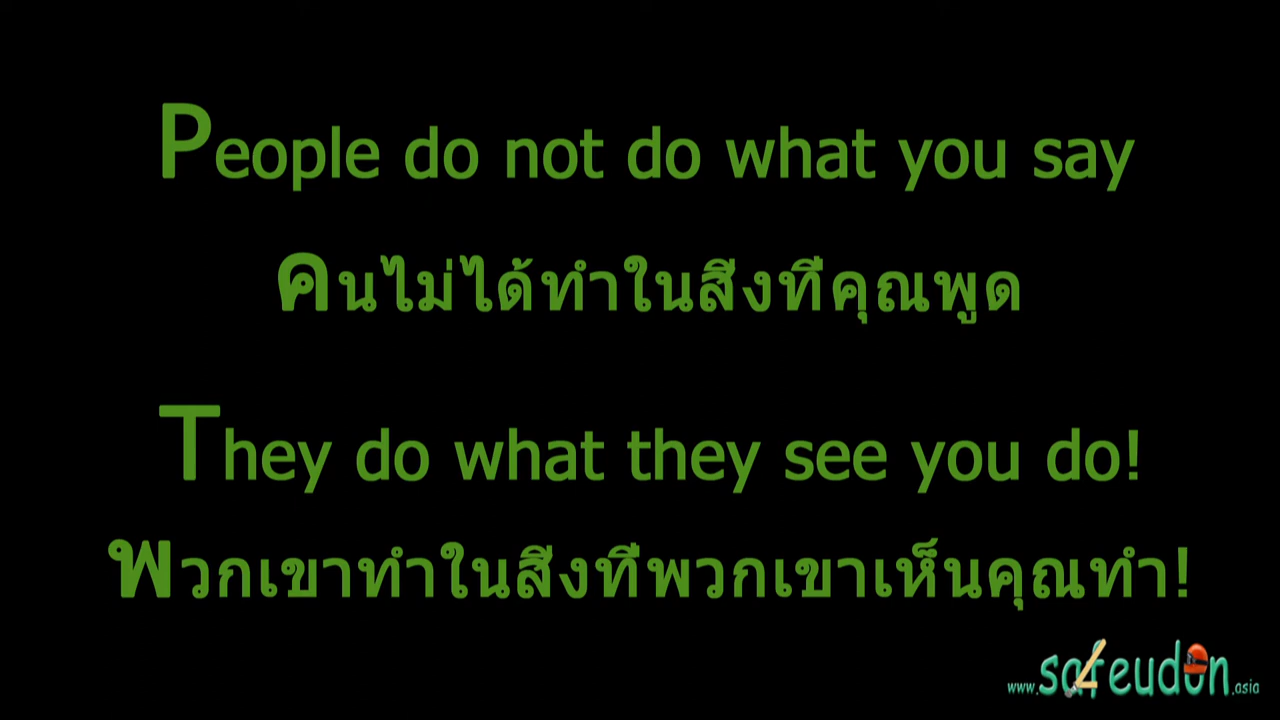 People do not do what you say
คนไม่ได้ทำในสิ่งที่คุณพูด
They do what they see you do!
พวกเขาทำในสิ่งที่พวกเขาเห็นคุณทำ!
www.safeudon.asia